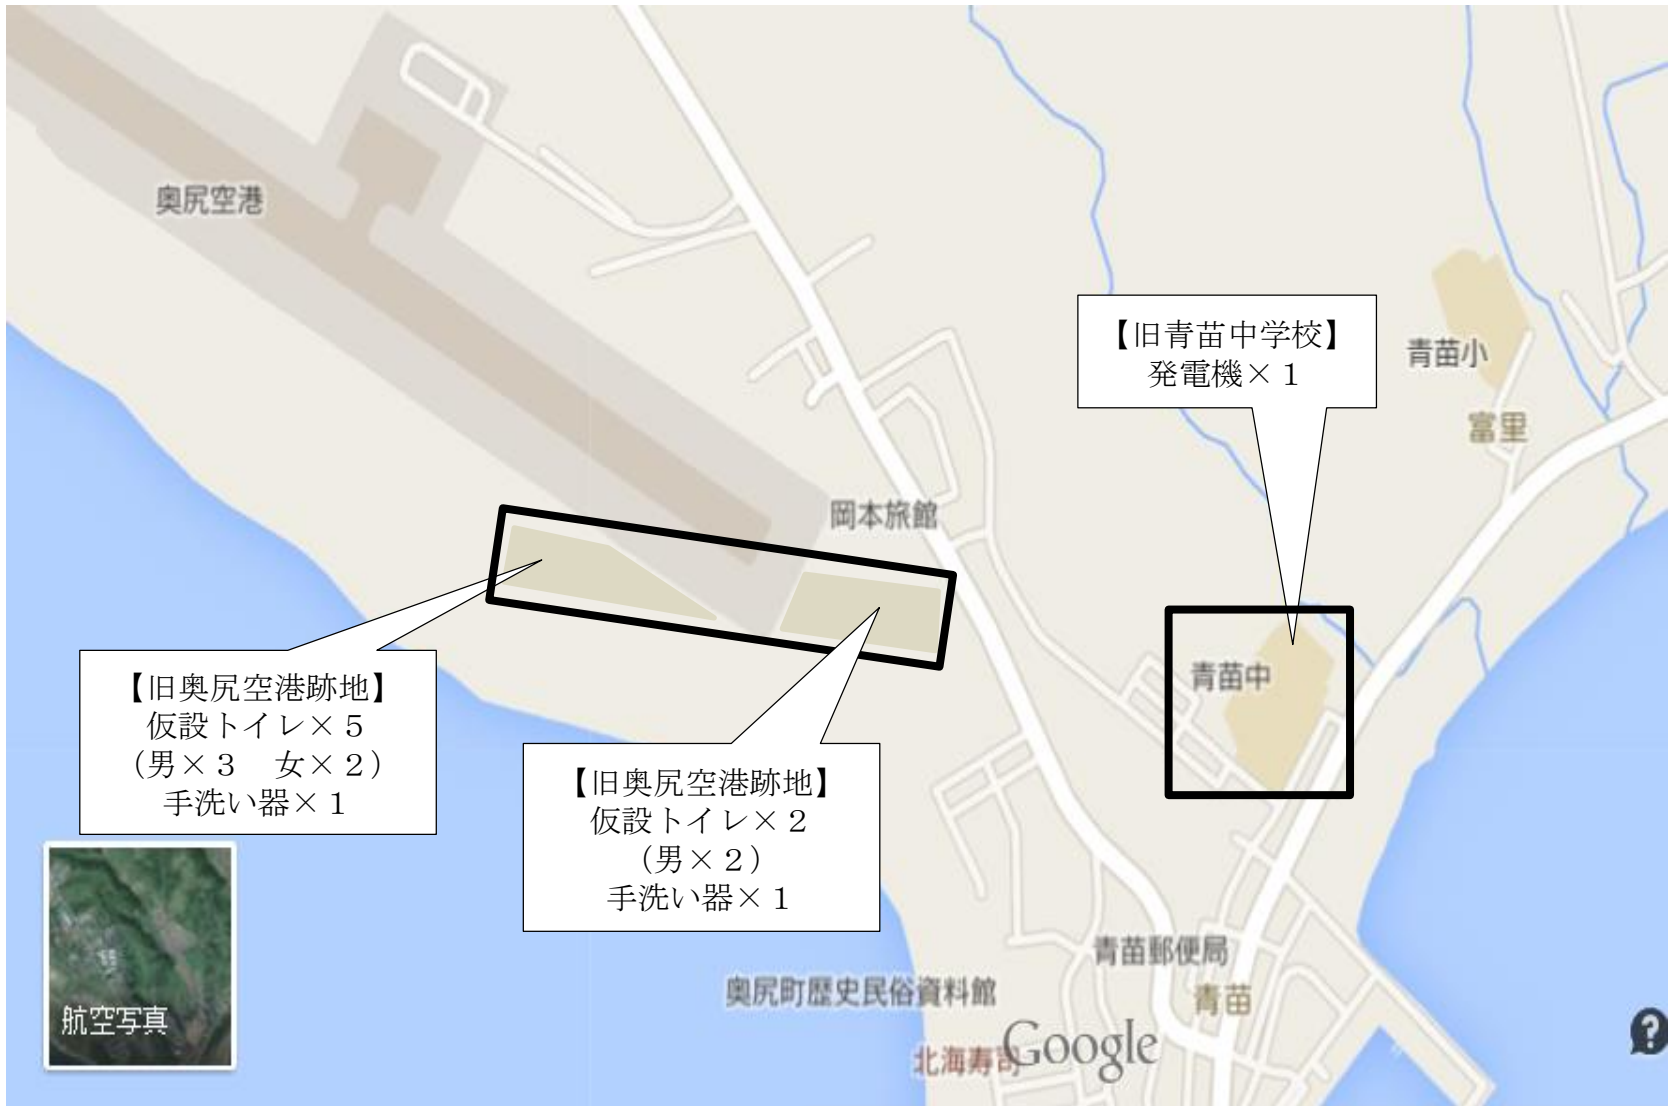 奥尻空港
【旧青苗中学校】
発電機×１
青苗小
富里
岡本旅館
青苗中
【旧奥尻空港跡地】
仮設トイレ×５
（男×３　女×２）
手洗い器×１
【旧奥尻空港跡地】
仮設トイレ×２
（男×２）
手洗い器×１
青苗郵便局
奥尻町歴史民俗資料館
青苗
航空写真
北海寿司
Google
?